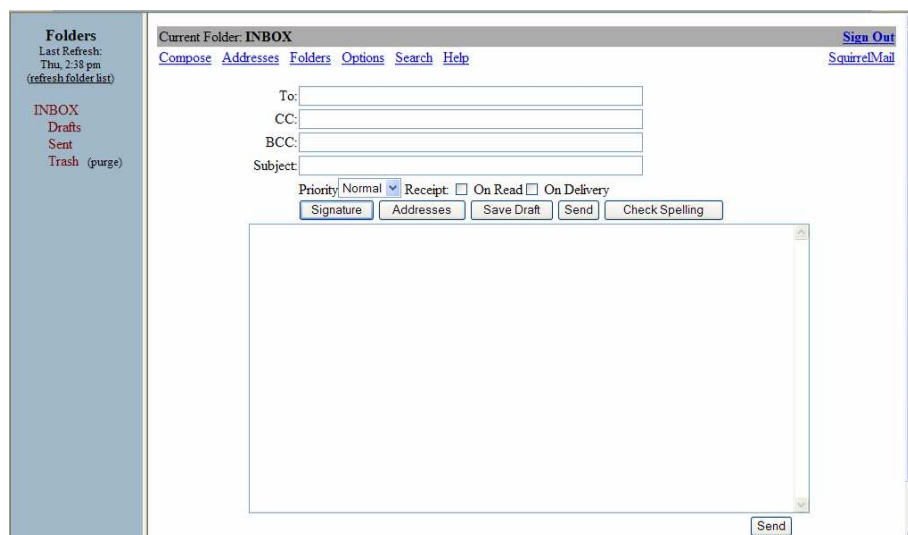 Folders
Last Refresh:
Thu, 2:38 pm
(refresh folder list)
INBOX
Drafts
Sent
Trash (purge)
Current Folder: INBOX Sign Out
Compose Addresses Folders Options Search Help SquirrelMail
To:
CC:
BCC:
Subject:
Priority Normal Receipt: On Read On Delivery
Signature Addresses Save Draft Send Check Spelling
Send